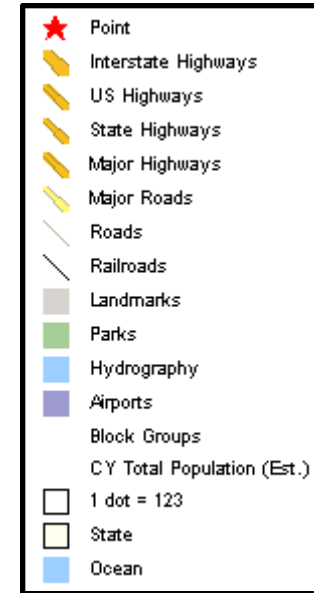 Point
Interstate Highways
US Highways
State Highways
Major Highways
Major Roads
Roads
Railroads
Landmarks
Parks
Hydrography
Airports
Block Groups
CY Total Population (Est.)
1 dot = 123
State
Ocean